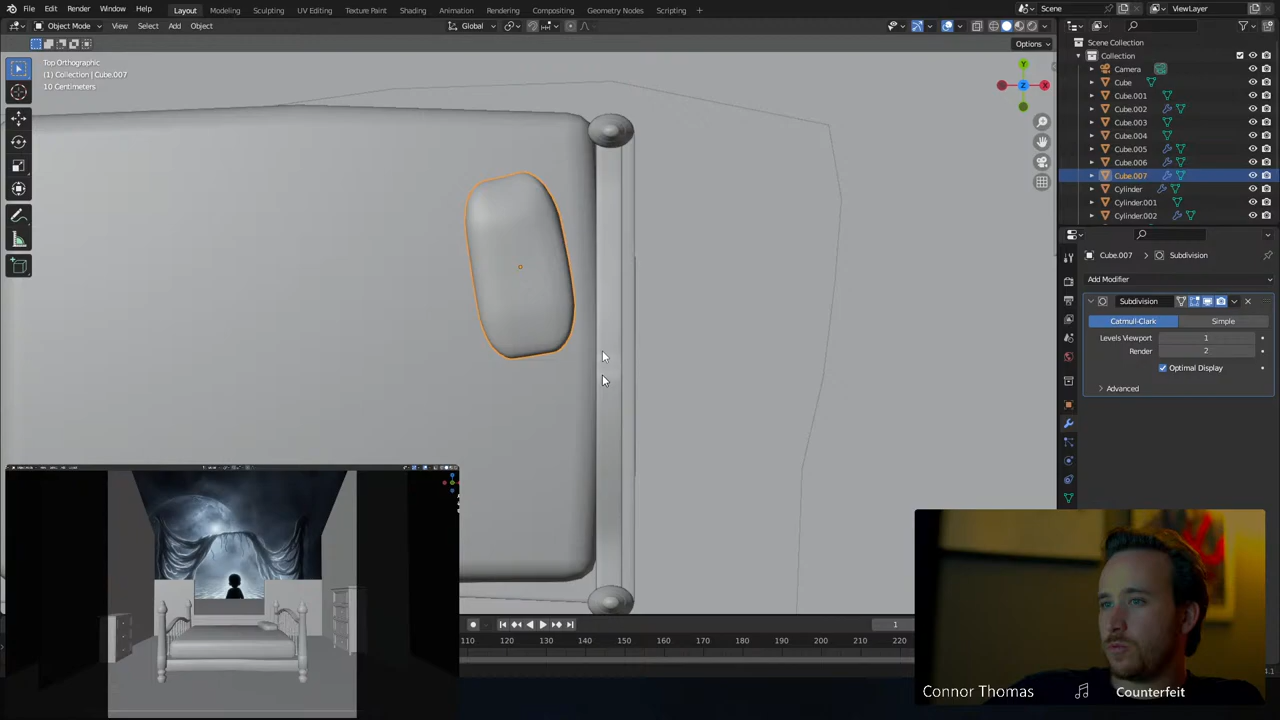 File Edit Render Window Help Layout Modeling Sculpting UV Editing Texture Paint Shading Animation Rendering Compositing Geometry Nodes Scripting Scene ViewLayer
Object Mode View Select Add Object Global
Options
Top Orthographic
(1) Collection | Cube.007
10 Centimeters
Y
X
Z
Scene Collection
Collection
Camera
Cube
Cube.001
Cube.002
Cube.003
Cube.004
Cube.005
Cube.006
Cube.007
Cylinder
Cylinder.001
Cylinder.002
Cube.007 Subdivision
Add Modifier
Subdivision
Catmull-Clark Simple
Levels Viewport 1
Render 2
Optimal Display
Advanced
1
110 120 130 140 150 160 170 180 190 200 210 220
Connor Thomas Counterfeit